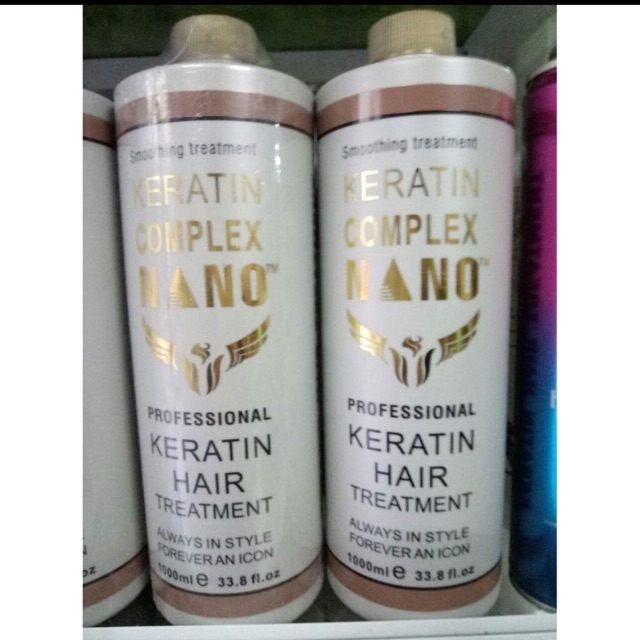 Smoothing treatment
KERATIN
COMPLEX
NANO™
PROFESSIONAL
KERATIN
HAIR
TREATMENT
ALWAYS IN STYLE
FOREVER AN ICON
1000ml e 33.8 fl.oz
Smoothing treatment
KERATIN
COMPLEX
NANO™
PROFESSIONAL
KERATIN
HAIR
TREATMENT
ALWAYS IN STYLE
FOREVER AN ICON
1000ml e 33.8 fl.oz